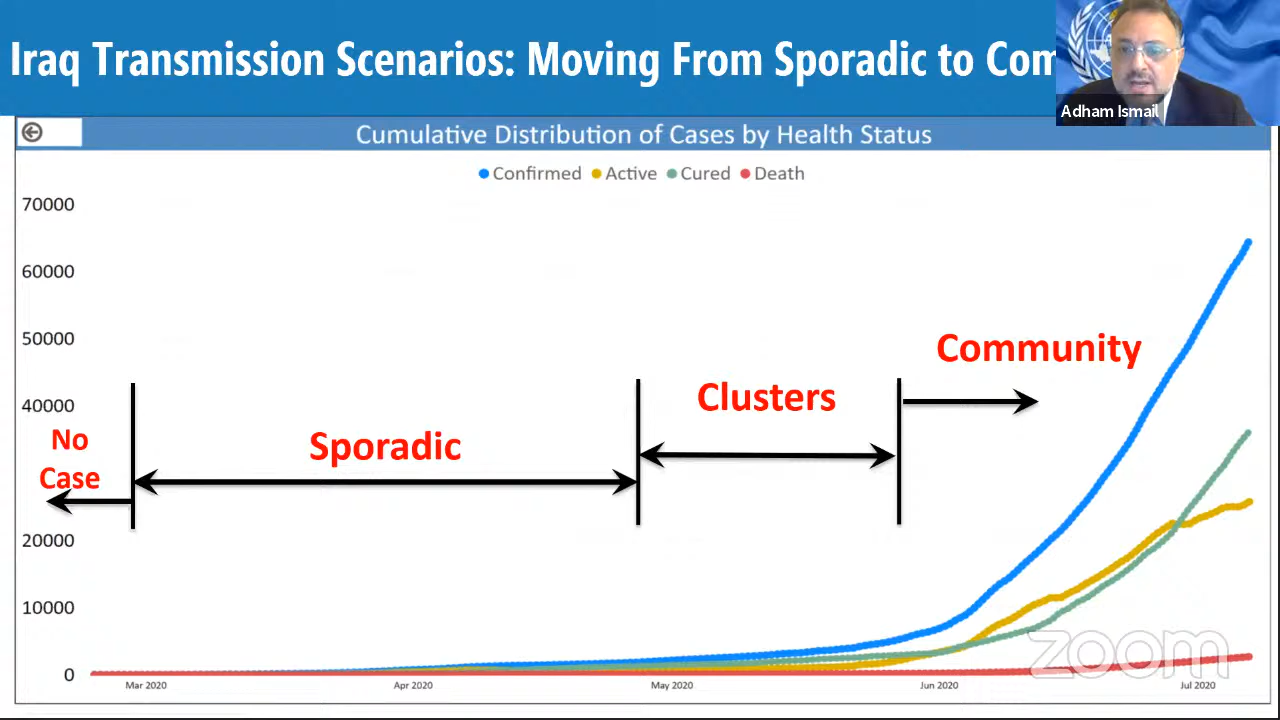 Iraq Transmission Scenarios: Moving From Sporadic to Com
Adham Ismail
Cumulative Distribution of Cases by Health Status
Confirmed Active Cured Death
70000
60000
50000
Community
40000
Clusters
No
Case
Sporadic
20000
10000
0
Mar 2020 Apr 2020 May 2020 Jun 2020 Jul 2020
zoom